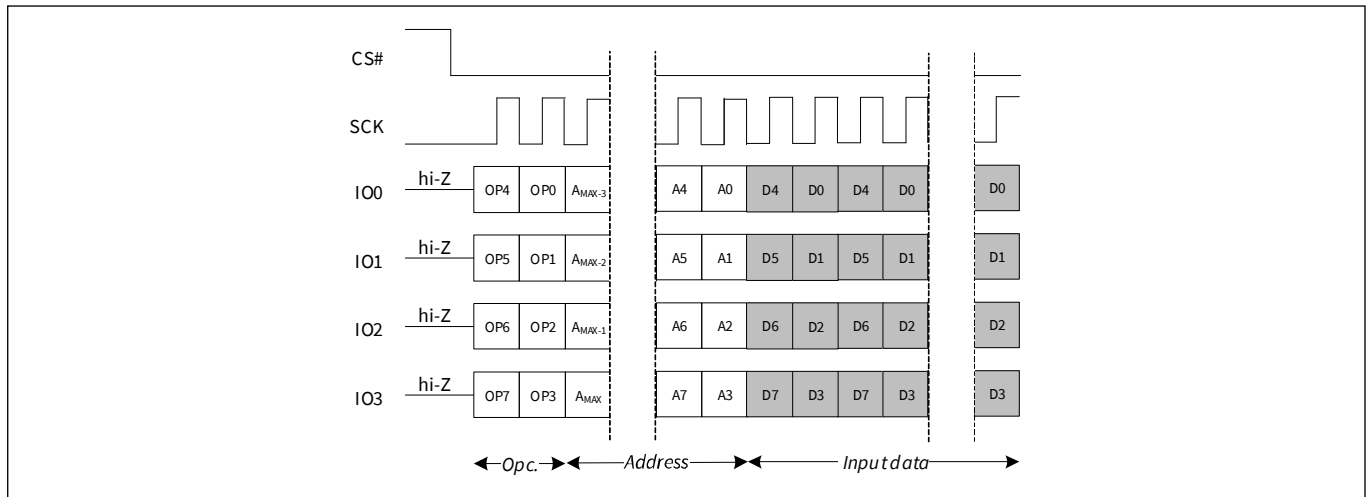 CS#
SCK
IO0 hi-Z OP4 OP0 AMAX-3 A4 A0 D4 D0 D4 D0 D0
IO1 hi-Z OP5 OP1 AMAX-2 A5 A1 D5 D1 D5 D1 D1
IO2 hi-Z OP6 OP2 AMAX-1 A6 A2 D6 D2 D6 D2 D2
IO3 hi-Z OP7 OP3 AMAX A7 A3 D7 D3 D7 D3 D3
Opc. Address Input data